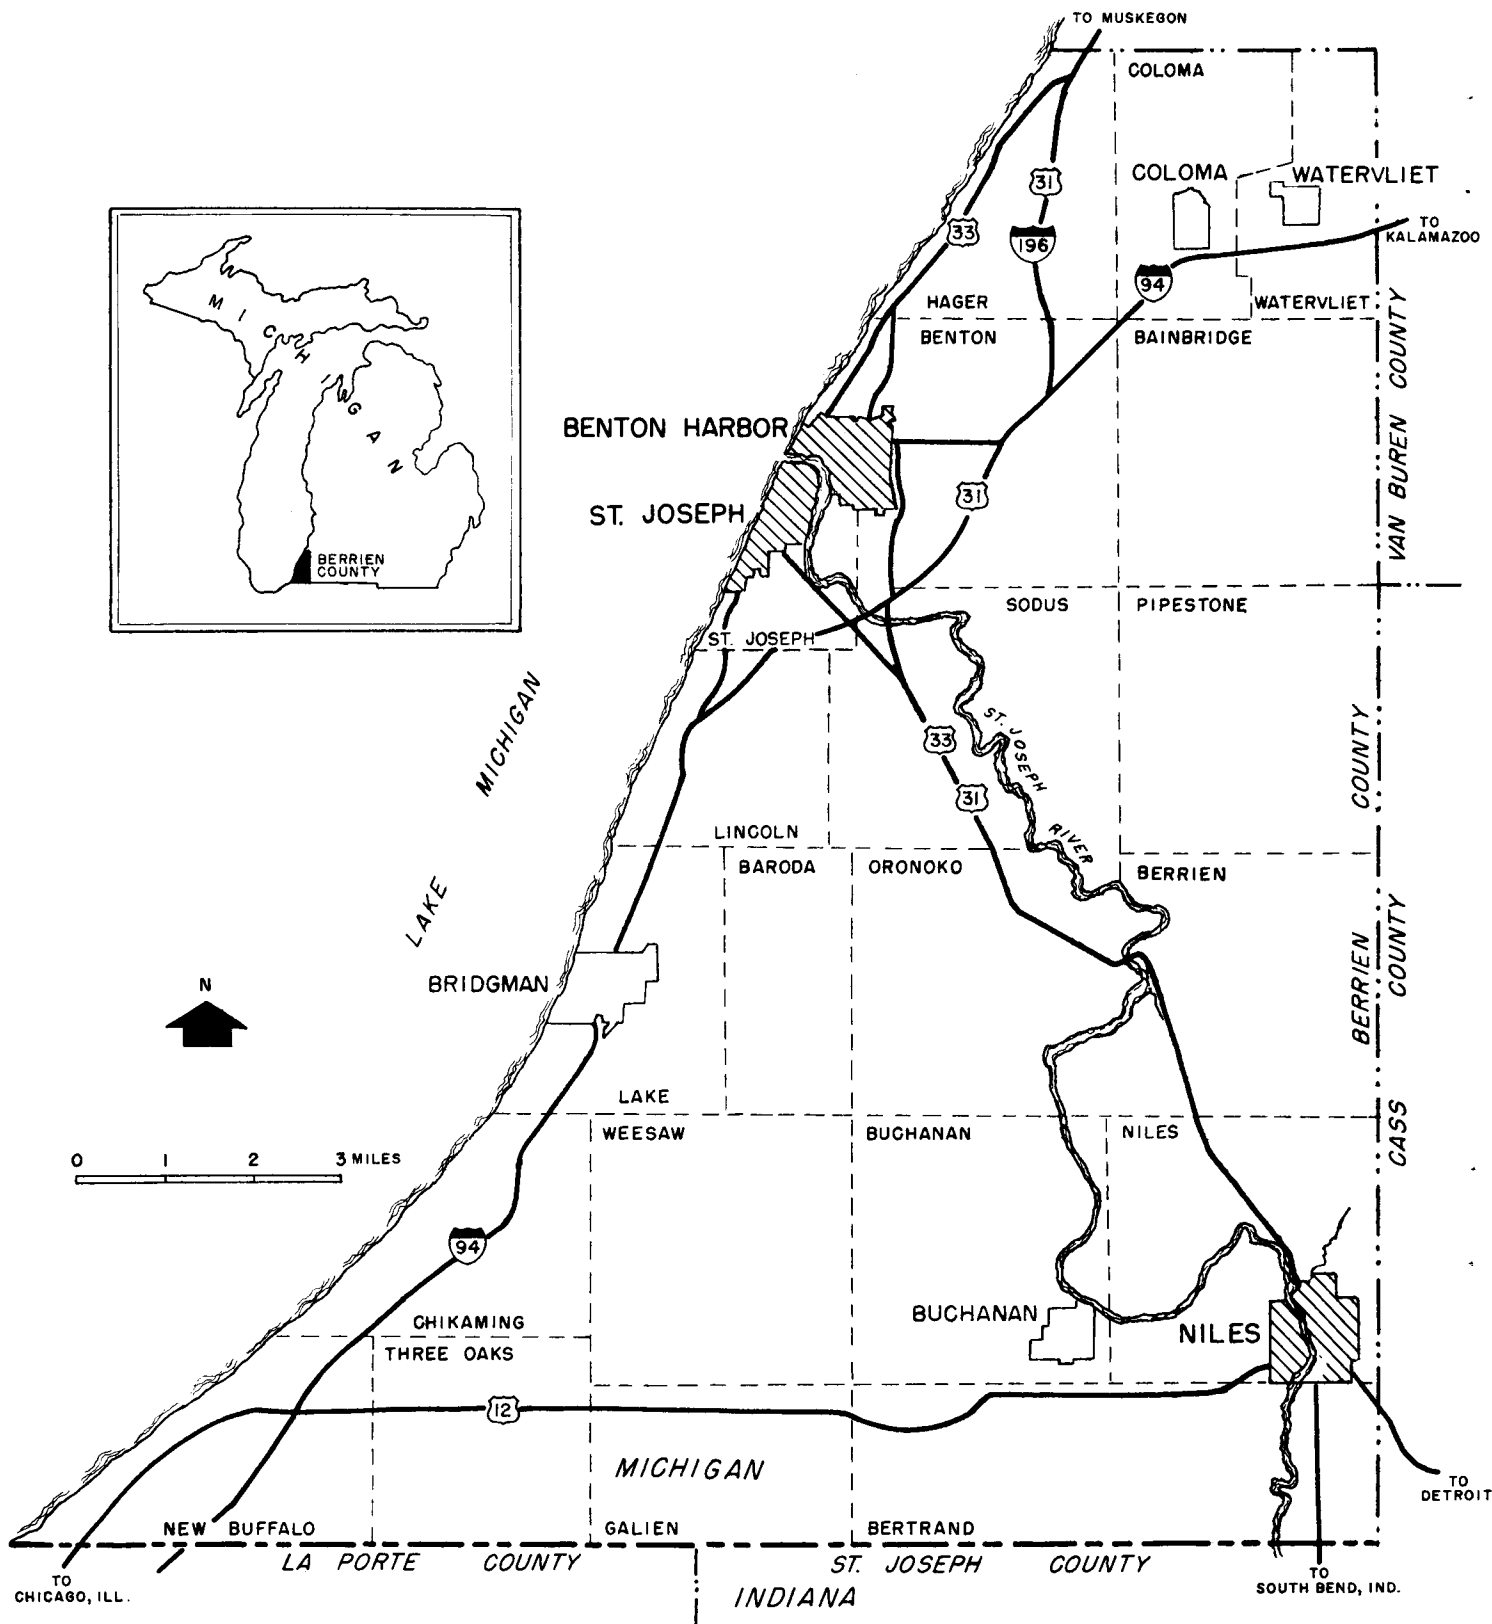 TO MUSKEGON
COLOMA
COLOMA
WATERVLIET
31
33
196
TO
KALAMAZOO
94
HAGER
WATERVLIET
BENTON
BAINBRIDGE
VAN BUREN COUNTY
MICHIGAN
BERRIEN
COUNTY
BENTON HARBOR
ST. JOSEPH
31
SODUS
PIPESTONE
ST. JOSEPH
LAKE MICHIGAN
ST. JOSEPH RIVER
33
31
BERRIEN COUNTY
CASS COUNTY
LINCOLN
BARODA
ORONOKO
BERRIEN
BRIDGMAN
N
LAKE
WEESAW
BUCHANAN
NILES
0 1 2 3 MILES
94
CHIKAMING
THREE OAKS
BUCHANAN
NILES
12
MICHIGAN
TO
DETROIT
NEW BUFFALO
GALIEN
BERTRAND
LA PORTE COUNTY
ST. JOSEPH COUNTY
TO
CHICAGO, ILL.
INDIANA
TO
SOUTH BEND, IND.